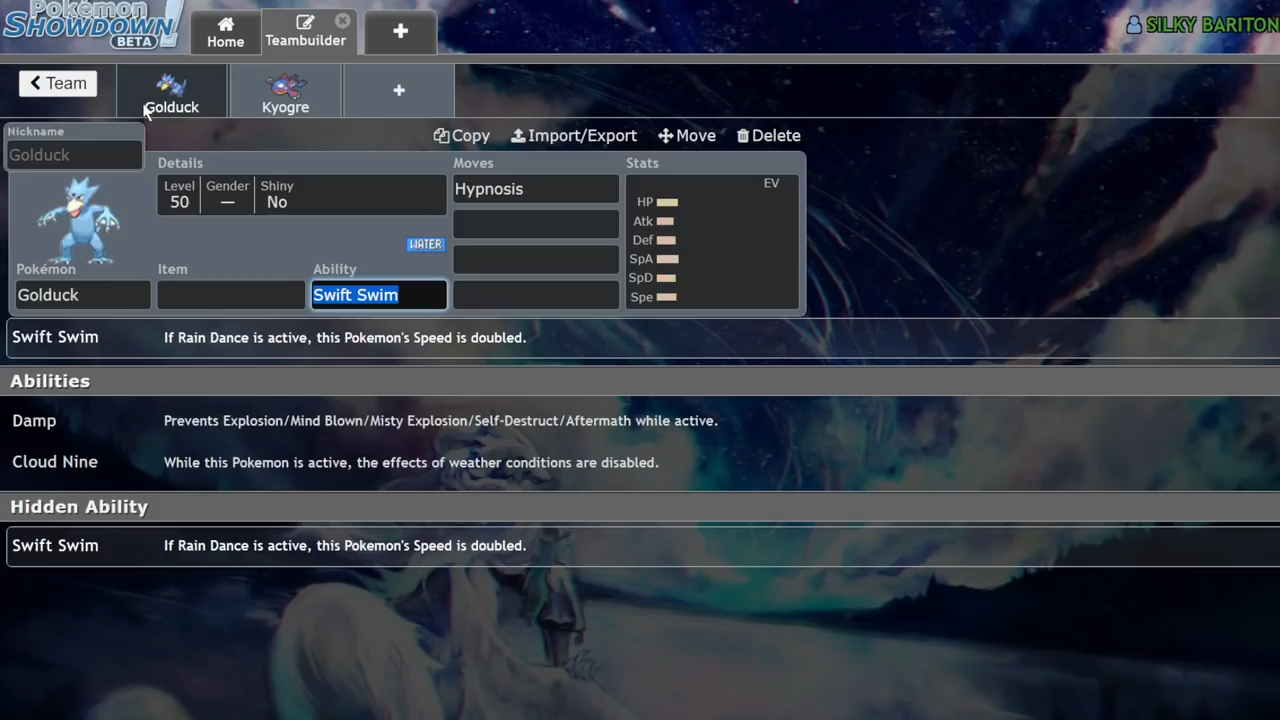 Pokémon
SHOWDOWN!
BETA
Home
Teambuilder
+
SILKY BARITON
Team
Golduck
Kyogre
+
Nickname
Golduck
Copy
Import/Export
Move
Delete
Details
Level
50
Gender
—
Shiny
No
WATER
Pokémon
Golduck
Item
Ability
Swift Swim
Moves
Hypnosis
Stats
EV
HP
Atk
Def
SpA
SpD
Spe
Swift Swim If Rain Dance is active, this Pokemon's Speed is doubled.
Abilities
Damp Prevents Explosion/Mind Blown/Misty Explosion/Self-Destruct/Aftermath while active.
Cloud Nine While this Pokemon is active, the effects of weather conditions are disabled.
Hidden Ability
Swift Swim If Rain Dance is active, this Pokemon's Speed is doubled.